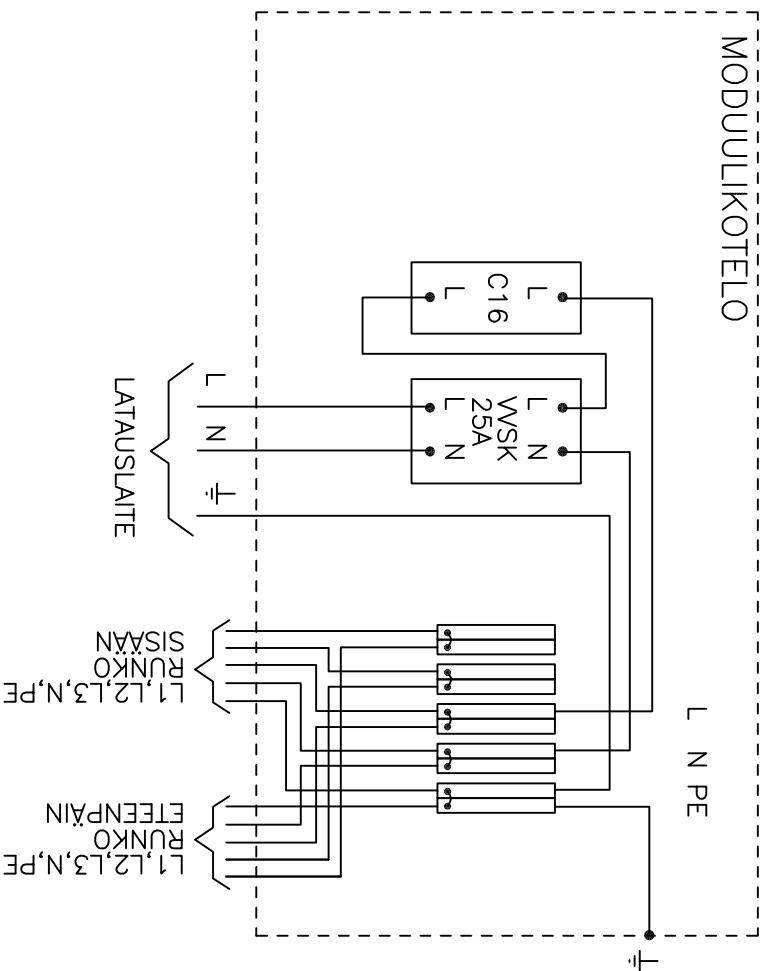 MODUULIKOTELO
L
C16
L
L N
VVSK
25A
L N
L N PE
L
N
LATAUSLAITE
L1,L2,L3,N,PE
RUNKO
SISÄÄN
L1,L2,L3,N,PE
RUNKO
ETEENPÄIN